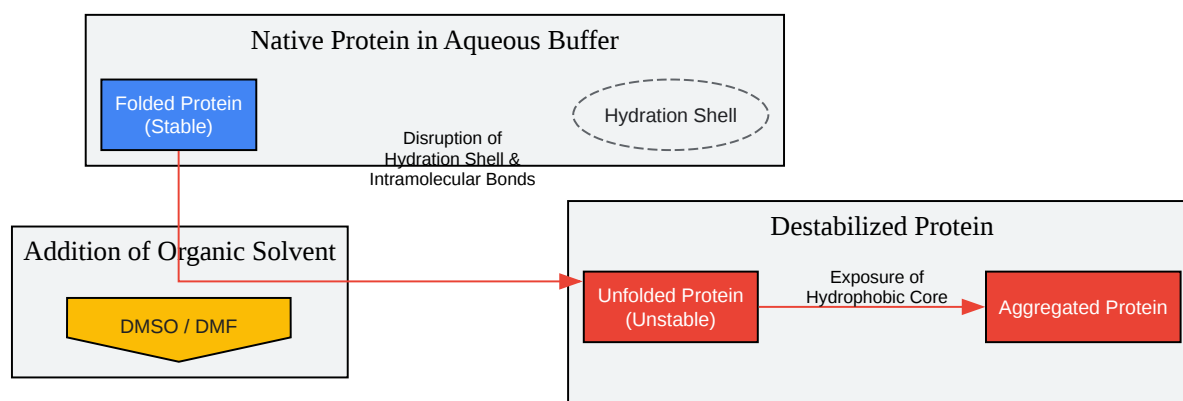 Native Protein in Aqueous Buffer
Folded Protein
(Stable)
Hydration Shell
Disruption of
Hydration Shell &
Intramolecular Bonds
Addition of Organic Solvent
DMSO / DMF
Destabilized Protein
Unfolded Protein
(Unstable)
Exposure of
Hydrophobic Core
Aggregated Protein